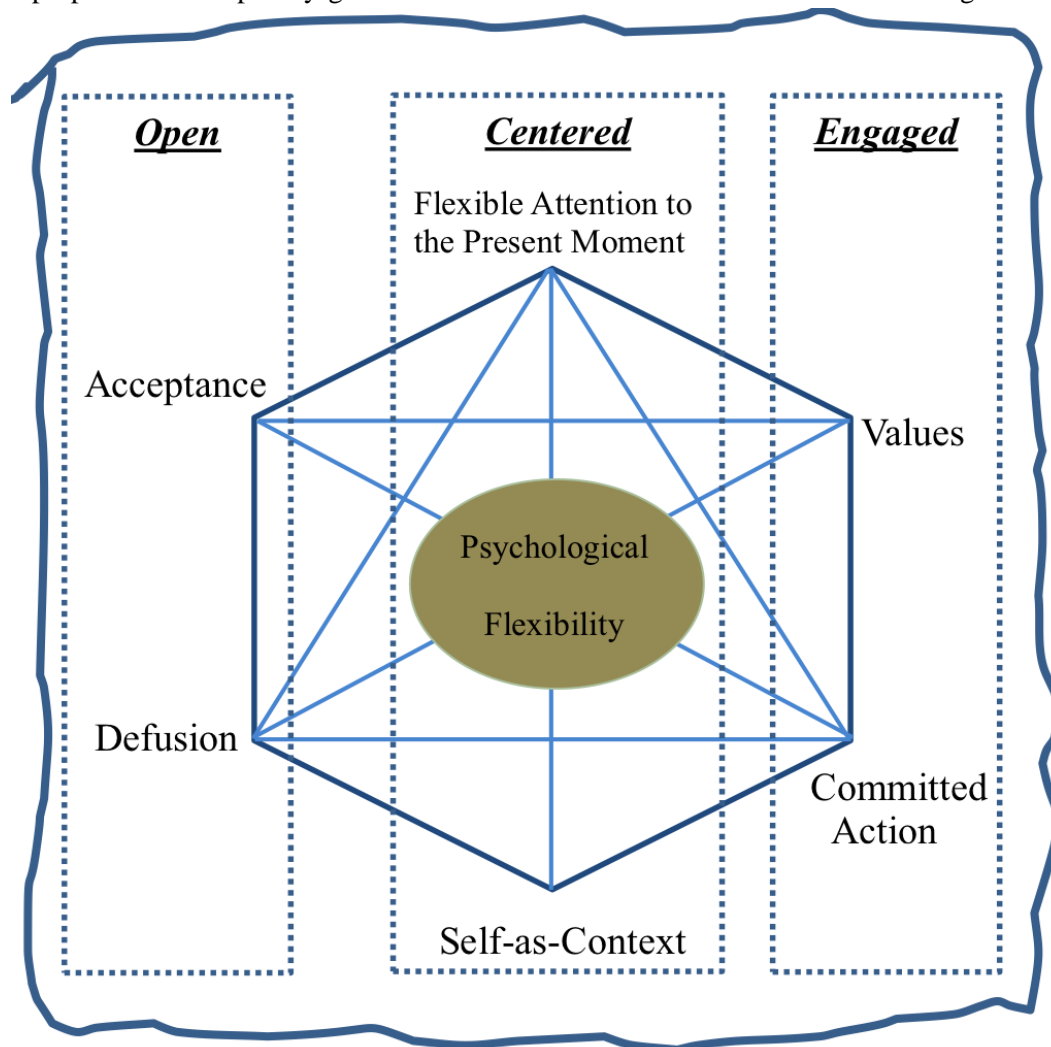 Open
Centered
Engaged
Flexible Attention to
the Present Moment
Acceptance
Values
Psychological
Flexibility
Defusion
Committed
Action
Self-as-Context